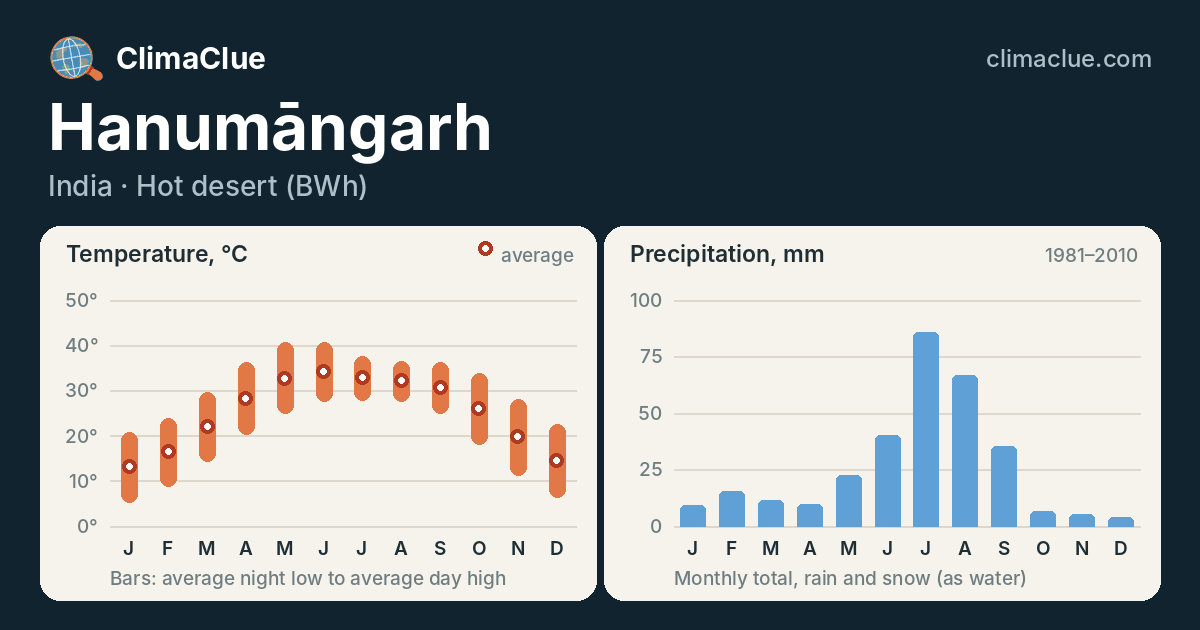 ClimaClue
climaclue.com
Hanumāngarh
India · Hot desert (BWh)
Temperature, °C
average
50°
40°
30°
20°
10°
0°
J F M A M J J A S O N D
Bars: average night low to average day high
Precipitation, mm
1981–2010
100
75
50
25
0
J F M A M J J A S O N D
Monthly total, rain and snow (as water)